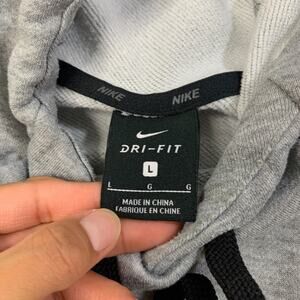 NIKE NIKE
DRI-FIT
L
L G G
MADE IN CHINA
FABRIQUÉ EN CHINE